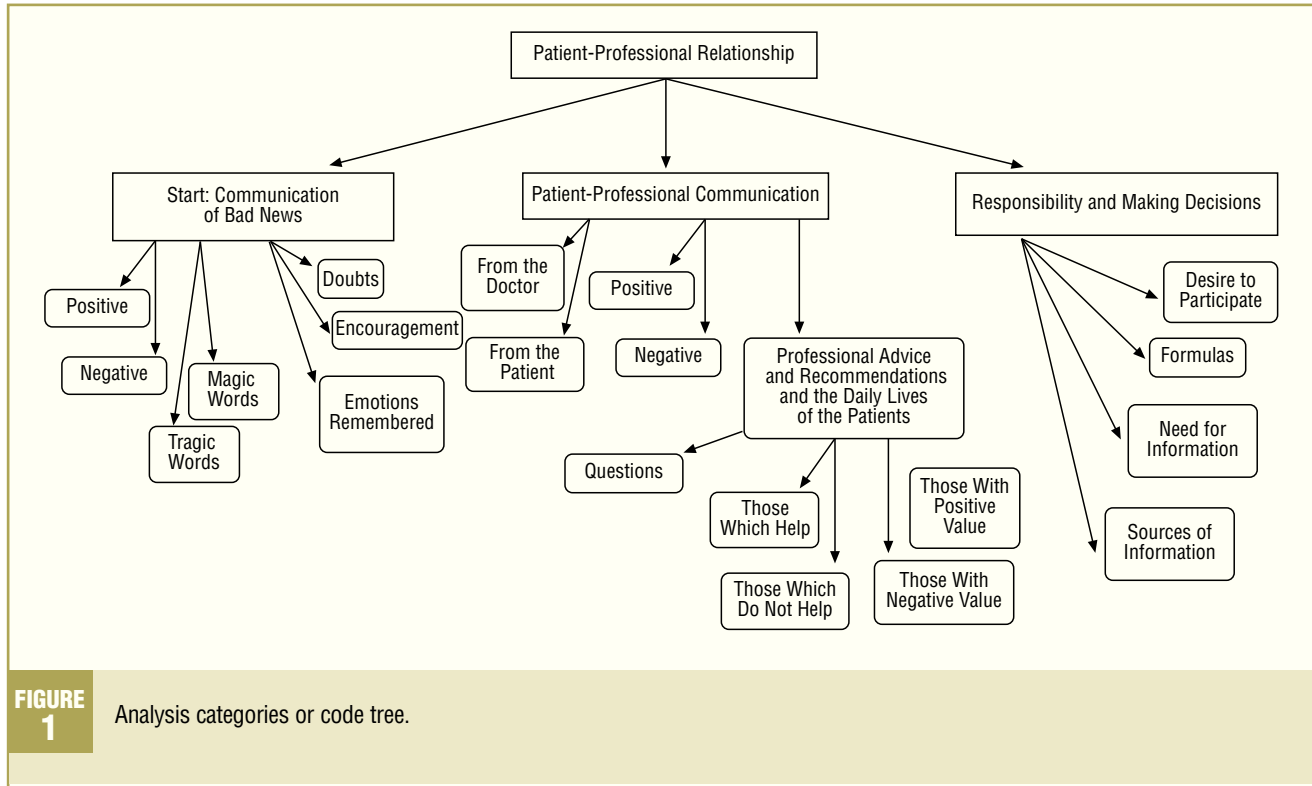 Patient-Professional Relationship
Start: Communication
of Bad News
Patient-Professional Communication
Responsibility and Making Decisions
Positive
Negative
Tragic
Words
Magic
Words
Doubts
Encouragement
Emotions
Remembered
From the
Doctor
From the
Patient
Positive
Negative
Professional Advice
and Recommendations
and the Daily Lives
of the Patients
Questions
Those
Which Help
Those Which
Do Not Help
Those With
Positive
Value
Those With
Negative Value
Desire to
Participate
Formulas
Need for
Information
Sources of
Information
FIGURE
1
Analysis categories or code tree.